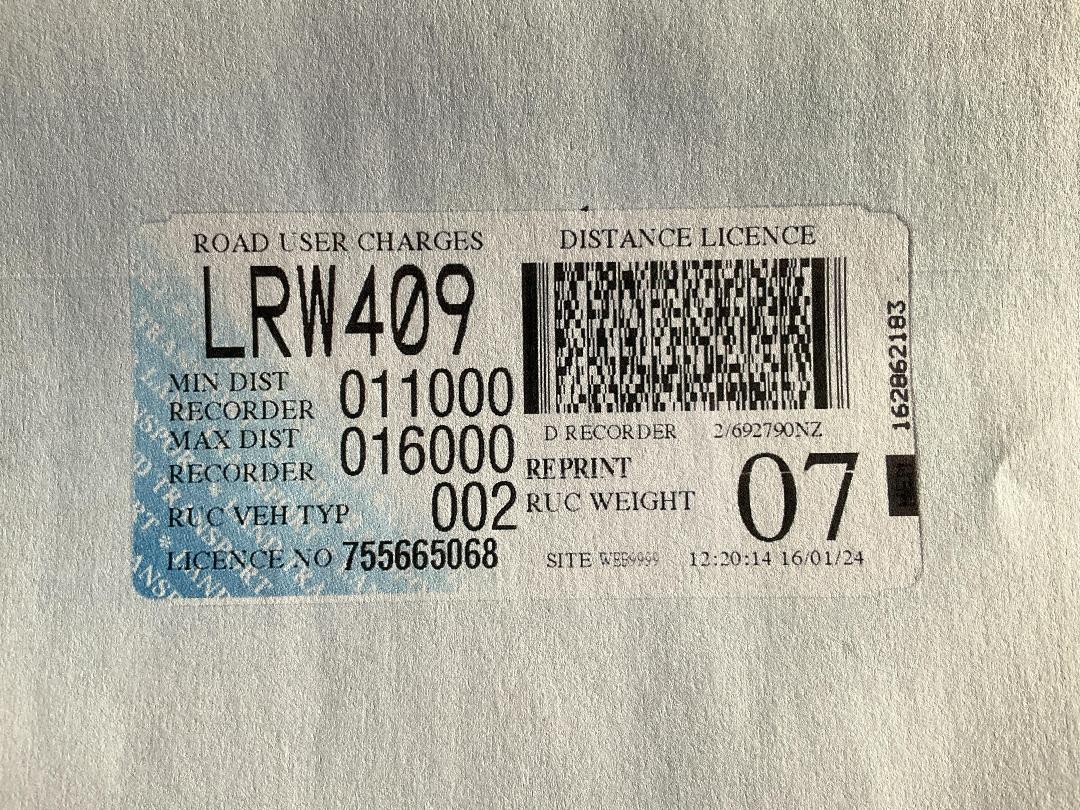 ROAD USER CHARGES
LRW409
MIN DIST
RECORDER 011000
MAX DIST
RECORDER 016000
RUC VEH TYP 002
LICENCE NO 755665068
DISTANCE LICENCE
D RECORDER 2/692790NZ
REPRINT
RUC WEIGHT 07
SITE WEB9999 12:20:14 16/01/24
162862183